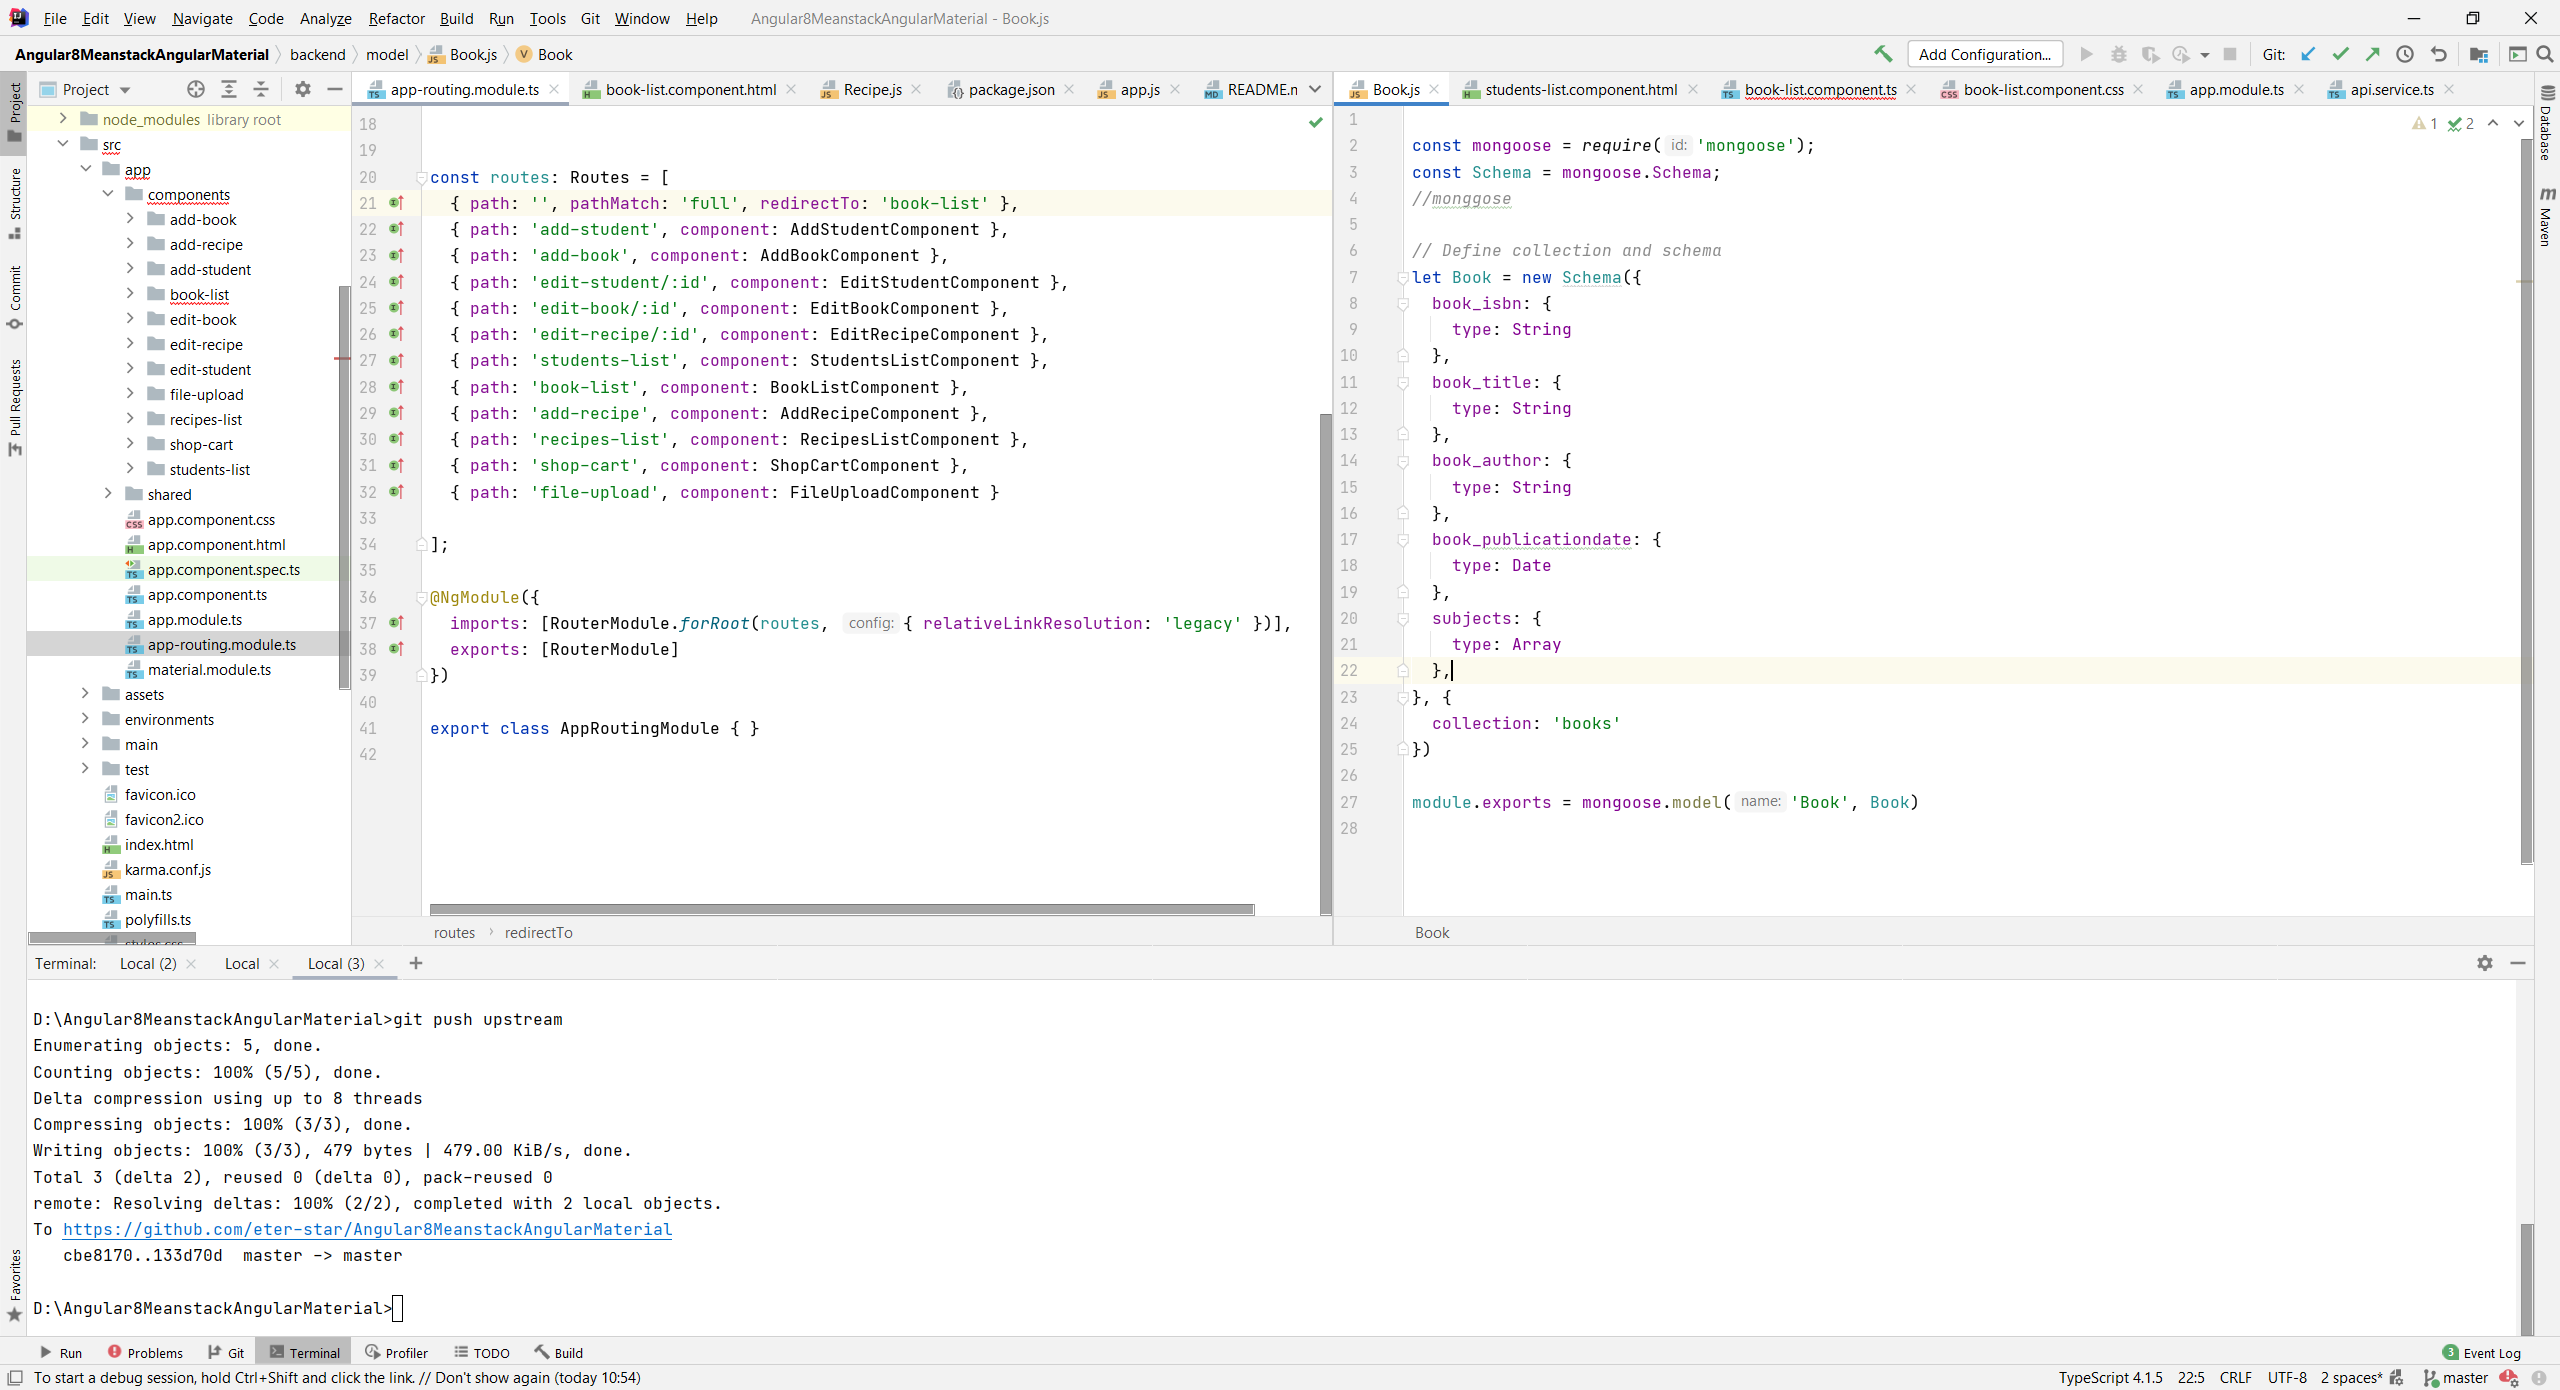 File Edit View Navigate Code Analyze Refactor Build Run Tools Git Window Help Angular8MeanstackAngularMaterial - Book.js
Angular8MeanstackAngularMaterial backend model Book.js Book Add Configuration... Git:
Project
app-routing.module.ts book-list.component.html Recipe.js package.json app.js README.m
Book.js students-list.component.html book-list.component.ts book-list.component.css app.module.ts api.service.ts
Project
Structure
Commit
Pull Requests
Favorites
node_modules library root
src
app
components
add-book
add-recipe
add-student
book-list
edit-book
edit-recipe
edit-student
file-upload
recipes-list
shop-cart
students-list
shared
app.component.css
app.component.html
app.component.spec.ts
app.component.ts
app.module.ts
app-routing.module.ts
material.module.ts
assets
environments
main
test
favicon.ico
favicon2.ico
index.html
karma.conf.js
main.ts
polyfills.ts
styles.css
18
19
20 const routes: Routes = [
21 { path: '', pathMatch: 'full', redirectTo: 'book-list' },
22 { path: 'add-student', component: AddStudentComponent },
23 { path: 'add-book', component: AddBookComponent },
24 { path: 'edit-student/:id', component: EditStudentComponent },
25 { path: 'edit-book/:id', component: EditBookComponent },
26 { path: 'edit-recipe/:id', component: EditRecipeComponent },
27 { path: 'students-list', component: StudentsListComponent },
28 { path: 'book-list', component: BookListComponent },
29 { path: 'add-recipe', component: AddRecipeComponent },
30 { path: 'recipes-list', component: RecipesListComponent },
31 { path: 'shop-cart', component: ShopCartComponent },
32 { path: 'file-upload', component: FileUploadComponent }
33
34 ];
35
36 @NgModule({
37 imports: [RouterModule.forRoot(routes, config: { relativeLinkResolution: 'legacy' })],
38 exports: [RouterModule]
39 })
40
41 export class AppRoutingModule { }
42
routes redirectTo
1
2 const mongoose = require( id: 'mongoose');
3 const Schema = mongoose.Schema;
4 //monggose
5
6 // Define collection and schema
7 let Book = new Schema({
8 book_isbn: {
9 type: String
10 },
11 book_title: {
12 type: String
13 },
14 book_author: {
15 type: String
16 },
17 book_publicationdate: {
18 type: Date
19 },
20 subjects: {
21 type: Array
22 },
23 }, {
24 collection: 'books'
25 })
26
27 module.exports = mongoose.model( name: 'Book', Book)
28
1 2
Book
Database
Maven
Terminal: Local (2) Local Local (3)
D:\Angular8MeanstackAngularMaterial>git push upstream
Enumerating objects: 5, done.
Counting objects: 100% (5/5), done.
Delta compression using up to 8 threads
Compressing objects: 100% (3/3), done.
Writing objects: 100% (3/3), 479 bytes | 479.00 KiB/s, done.
Total 3 (delta 2), reused 0 (delta 0), pack-reused 0
remote: Resolving deltas: 100% (2/2), completed with 2 local objects.
To https://github.com/eter-star/Angular8MeanstackAngularMaterial
cbe8170..133d70d master -> master
D:\Angular8MeanstackAngularMaterial>
Run Problems Git Terminal Profiler TODO Build 3 Event Log
To start a debug session, hold Ctrl+Shift and click the link. // Don't show again (today 10:54) TypeScript 4.1.5 22:5 CRLF UTF-8 2 spaces* master